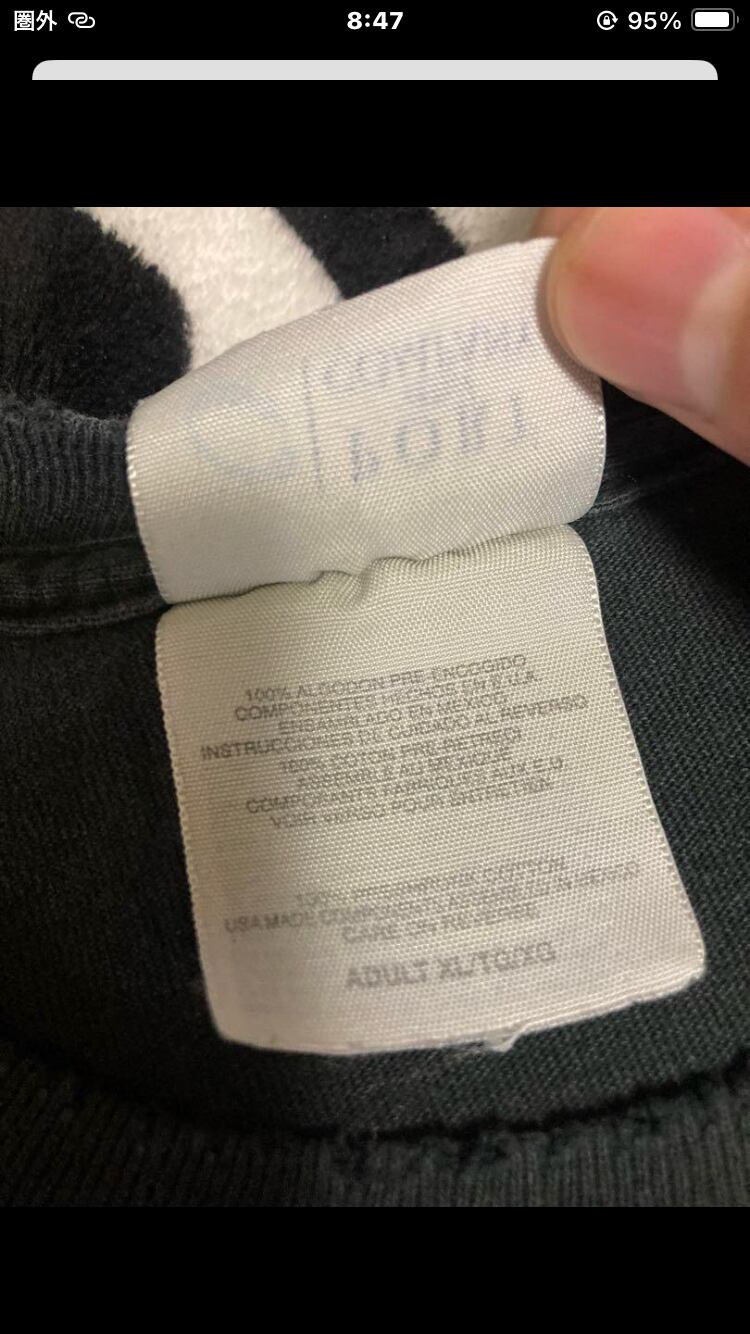 圏外
8:47
95%
PORT
COMPANY
100% ALGODON PRE-ENCOGIDO
COMPONENTES HECHOS EN E.U.A.
ENSAMBLADO EN MEXICO
INSTRUCCIONES DE CUIDADO AL REVERSO
100% COTON PRE-RETRECI
ASSEMBLE AU MEXIQUE
COMPOSANTS FABRIQUES AUX E.U.
VOIR VERSO POUR ENTRETIEN
100% PRESHRUNK COTTON
USA MADE COMPONENTS ASSEMBLED IN MEXICO
CARE ON REVERSE
ADULT XL/TG/XG